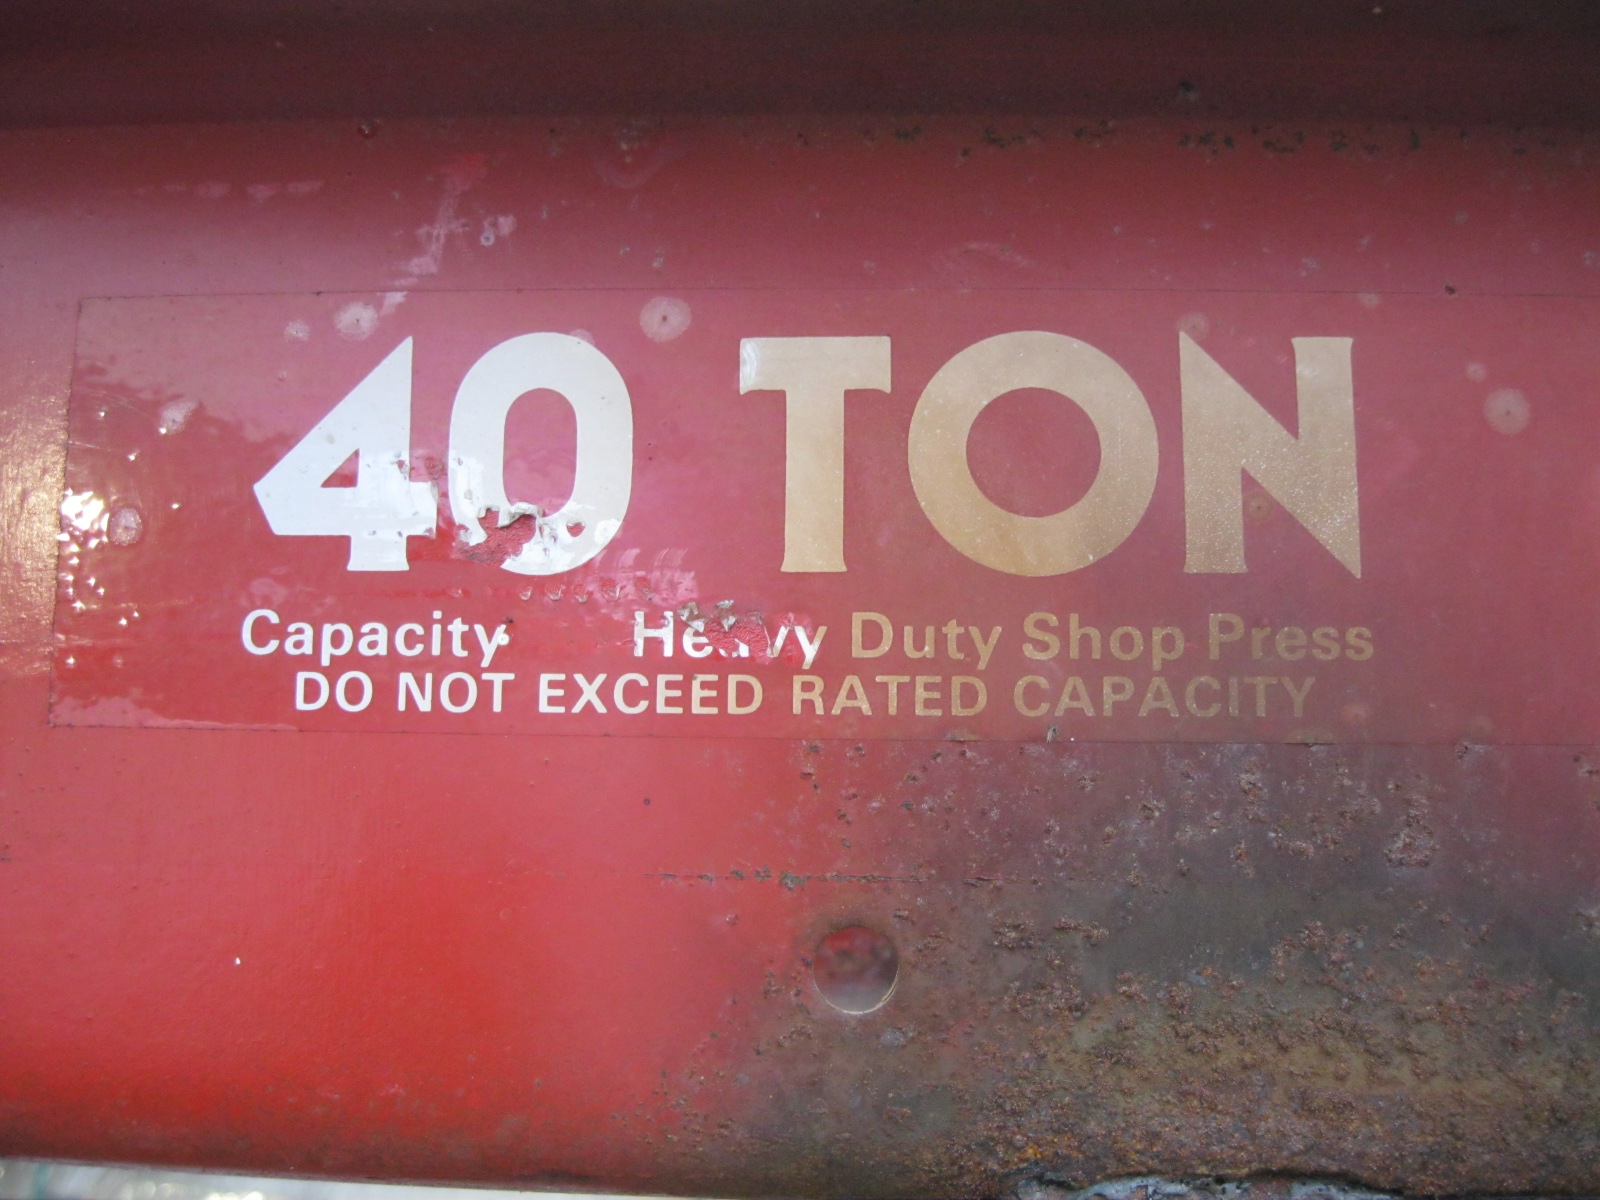 40 TON
Capacity Heavy Duty Shop Press
DO NOT EXCEED RATED CAPACITY